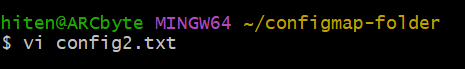 hiten@ARCbyte MINGW64 ~/configmap-folder
$ vi config2.txt